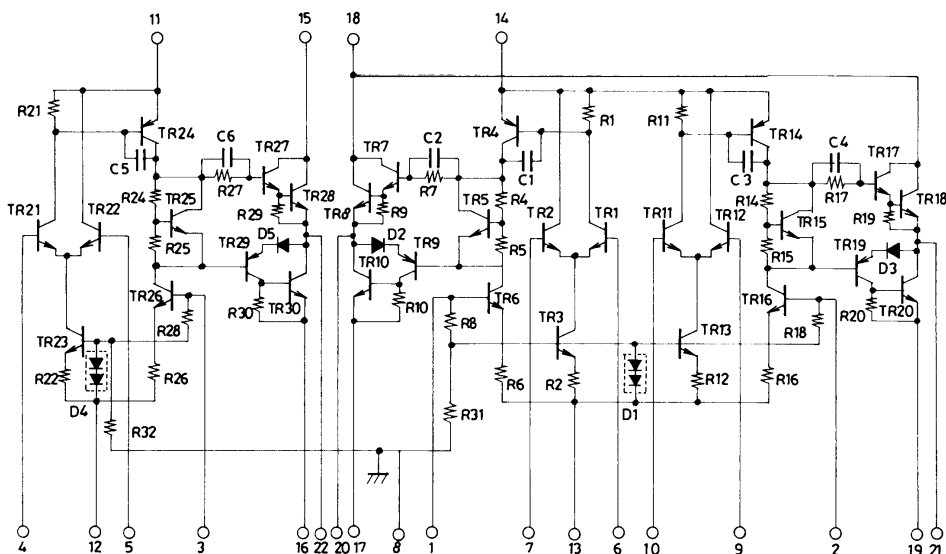 11 15 18 14
R21 TR24 C6 TR27 TR7 C2 TR4 R1 R11 TR14 C4 TR17
C5 R27 TR28 R7 C1 C3 R17 TR18
TR21 TR22 R24 TR25 R29 TR8 R9 TR5 R4 TR2 TR1 TR11 TR12 R14 TR15 R19
R25 TR29 D5 D2 TR9 R5 R15 TR19 D3
TR26 TR30 TR10 TR6 TR16 TR20
R28 R30 R10 R8 TR3 TR13 R18 R20
TR23 R22 R26 R6 R2 R12 R16
D4 R32 R31 D1
4 12 5 3 16 22 20 17 8 1 7 13 6 10 9 2 19 21